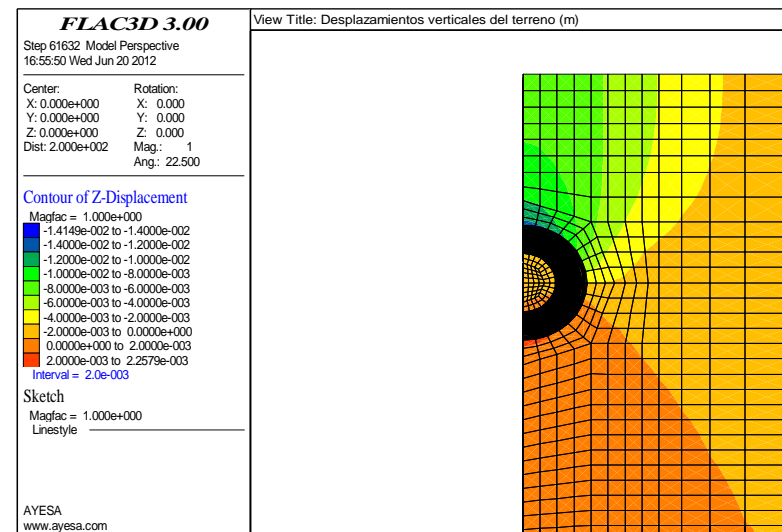 FLAC3D 3.00
Step 61632 Model Perspective
16:55:50 Wed Jun 20 2012
Center:
X: 0.000e+000
Y: 0.000e+000
Z: 0.000e+000
Dist: 2.000e+002
Rotation:
X: 0.000
Y: 0.000
Z: 0.000
Mag.: 1
Ang.: 22.500
Contour of Z-Displacement
Magfac = 1.000e+000
-1.4149e-002 to -1.4000e-002
-1.4000e-002 to -1.2000e-002
-1.2000e-002 to -1.0000e-002
-1.0000e-002 to -8.0000e-003
-8.0000e-003 to -6.0000e-003
-6.0000e-003 to -4.0000e-003
-4.0000e-003 to -2.0000e-003
-2.0000e-003 to 0.0000e+000
0.0000e+000 to 2.0000e-003
2.0000e-003 to 2.2579e-003
Interval = 2.0e-003
Sketch
Magfac = 1.000e+000
Linestyle
AYESA
www.ayesa.com
View Title: Desplazamientos verticales del terreno (m)